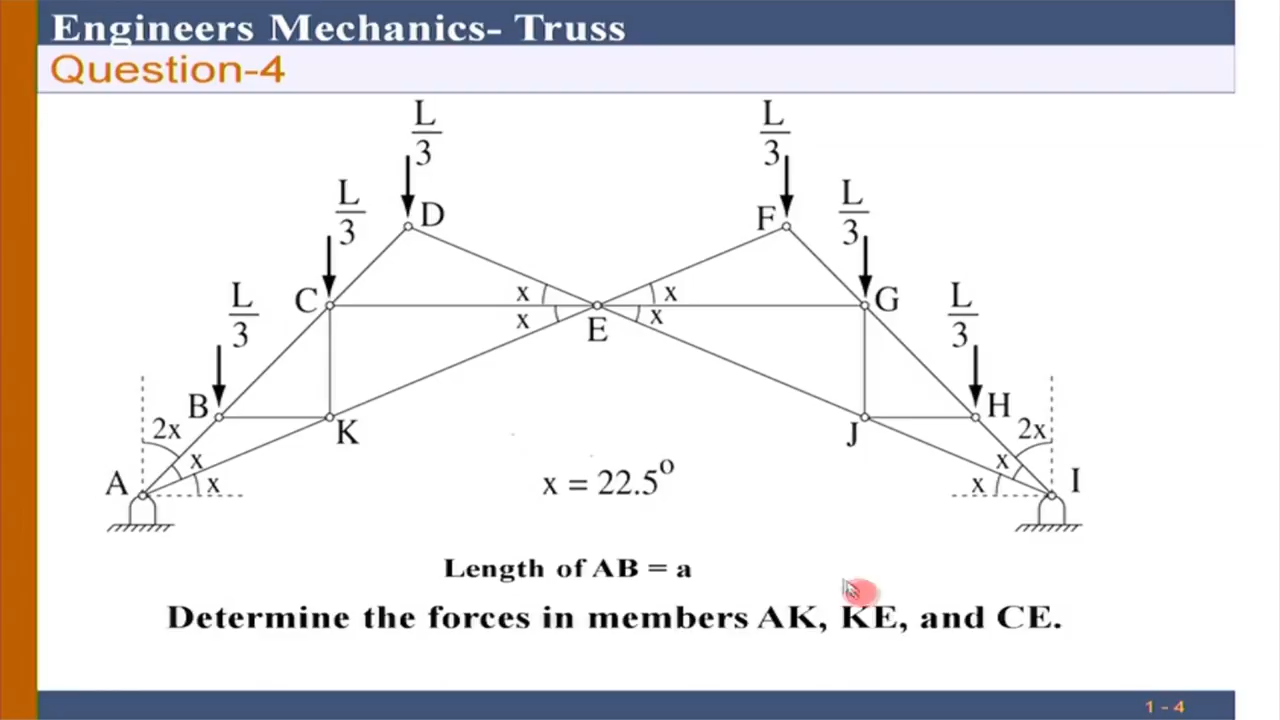 Engineers Mechanics- Truss
Question-4
L
3
L
3
L
3
L
3
L
3
L
3
D
F
C
G
x
x
x
x
E
B
H
K
J
2x
2x
x
x
x
x
A
I
x = 22.5º
Length of AB = a
Determine the forces in members AK, KE, and CE.
1 - 4